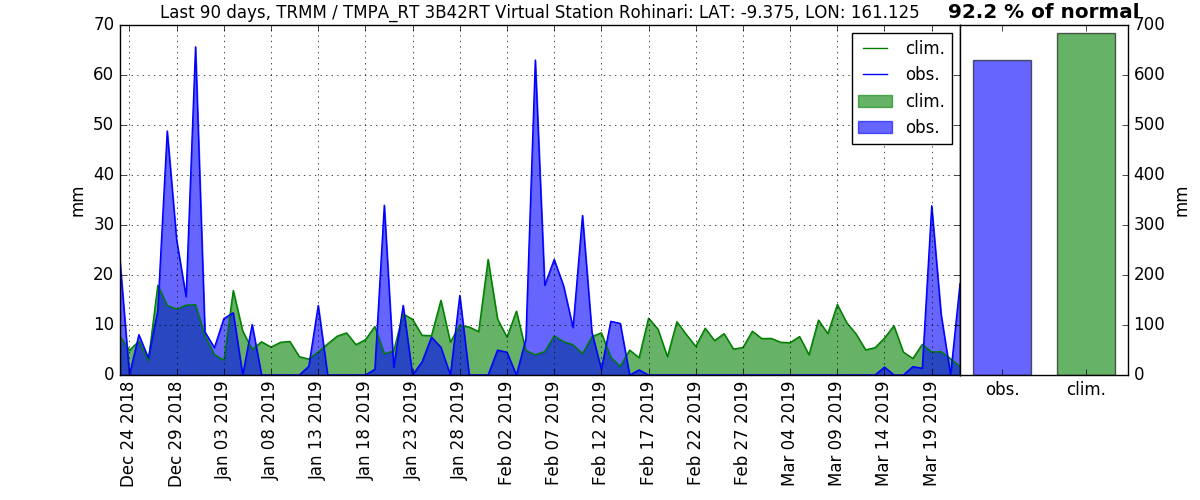 Last 90 days, TRMM / TMPA_RT 3B42RT Virtual Station Rohinari: LAT: -9.375, LON: 161.125
92.2 % of normal
70
60
50
40
30
20
10
0
mm
clim.
obs.
clim.
obs.
700
600
500
400
300
200
100
0
mm
obs.
clim.
Dec 24 2018
Dec 29 2018
Jan 03 2019
Jan 08 2019
Jan 13 2019
Jan 18 2019
Jan 23 2019
Jan 28 2019
Feb 02 2019
Feb 07 2019
Feb 12 2019
Feb 17 2019
Feb 22 2019
Feb 27 2019
Mar 04 2019
Mar 09 2019
Mar 14 2019
Mar 19 2019